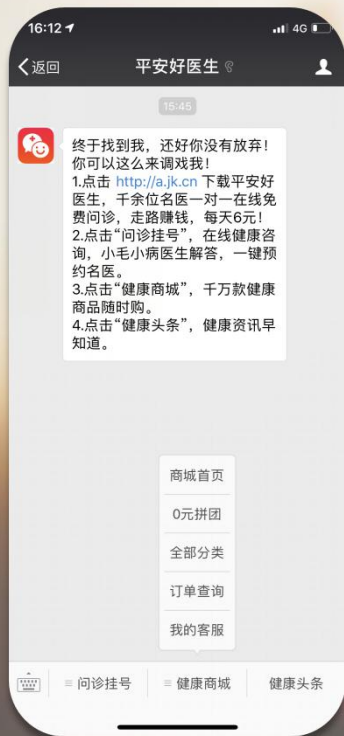 16:12
4G
返回
平安好医生
15:45
终于找到我，还好你没有放弃！
你可以这么来调戏我！
1.点击 http://a.jk.cn 下载平安好
医生，千余位名医一对一在线免
费问诊，走路赚钱，每天6元！
2.点击“问诊挂号”，在线健康咨
询，小毛小病医生解答，一键预
约名医。
3.点击“健康商城”，千万款健康
商品随时购。
4.点击“健康头条”，健康资讯早
知道。
商城首页
0元拼团
全部分类
订单查询
我的客服
问诊挂号
健康商城
健康头条